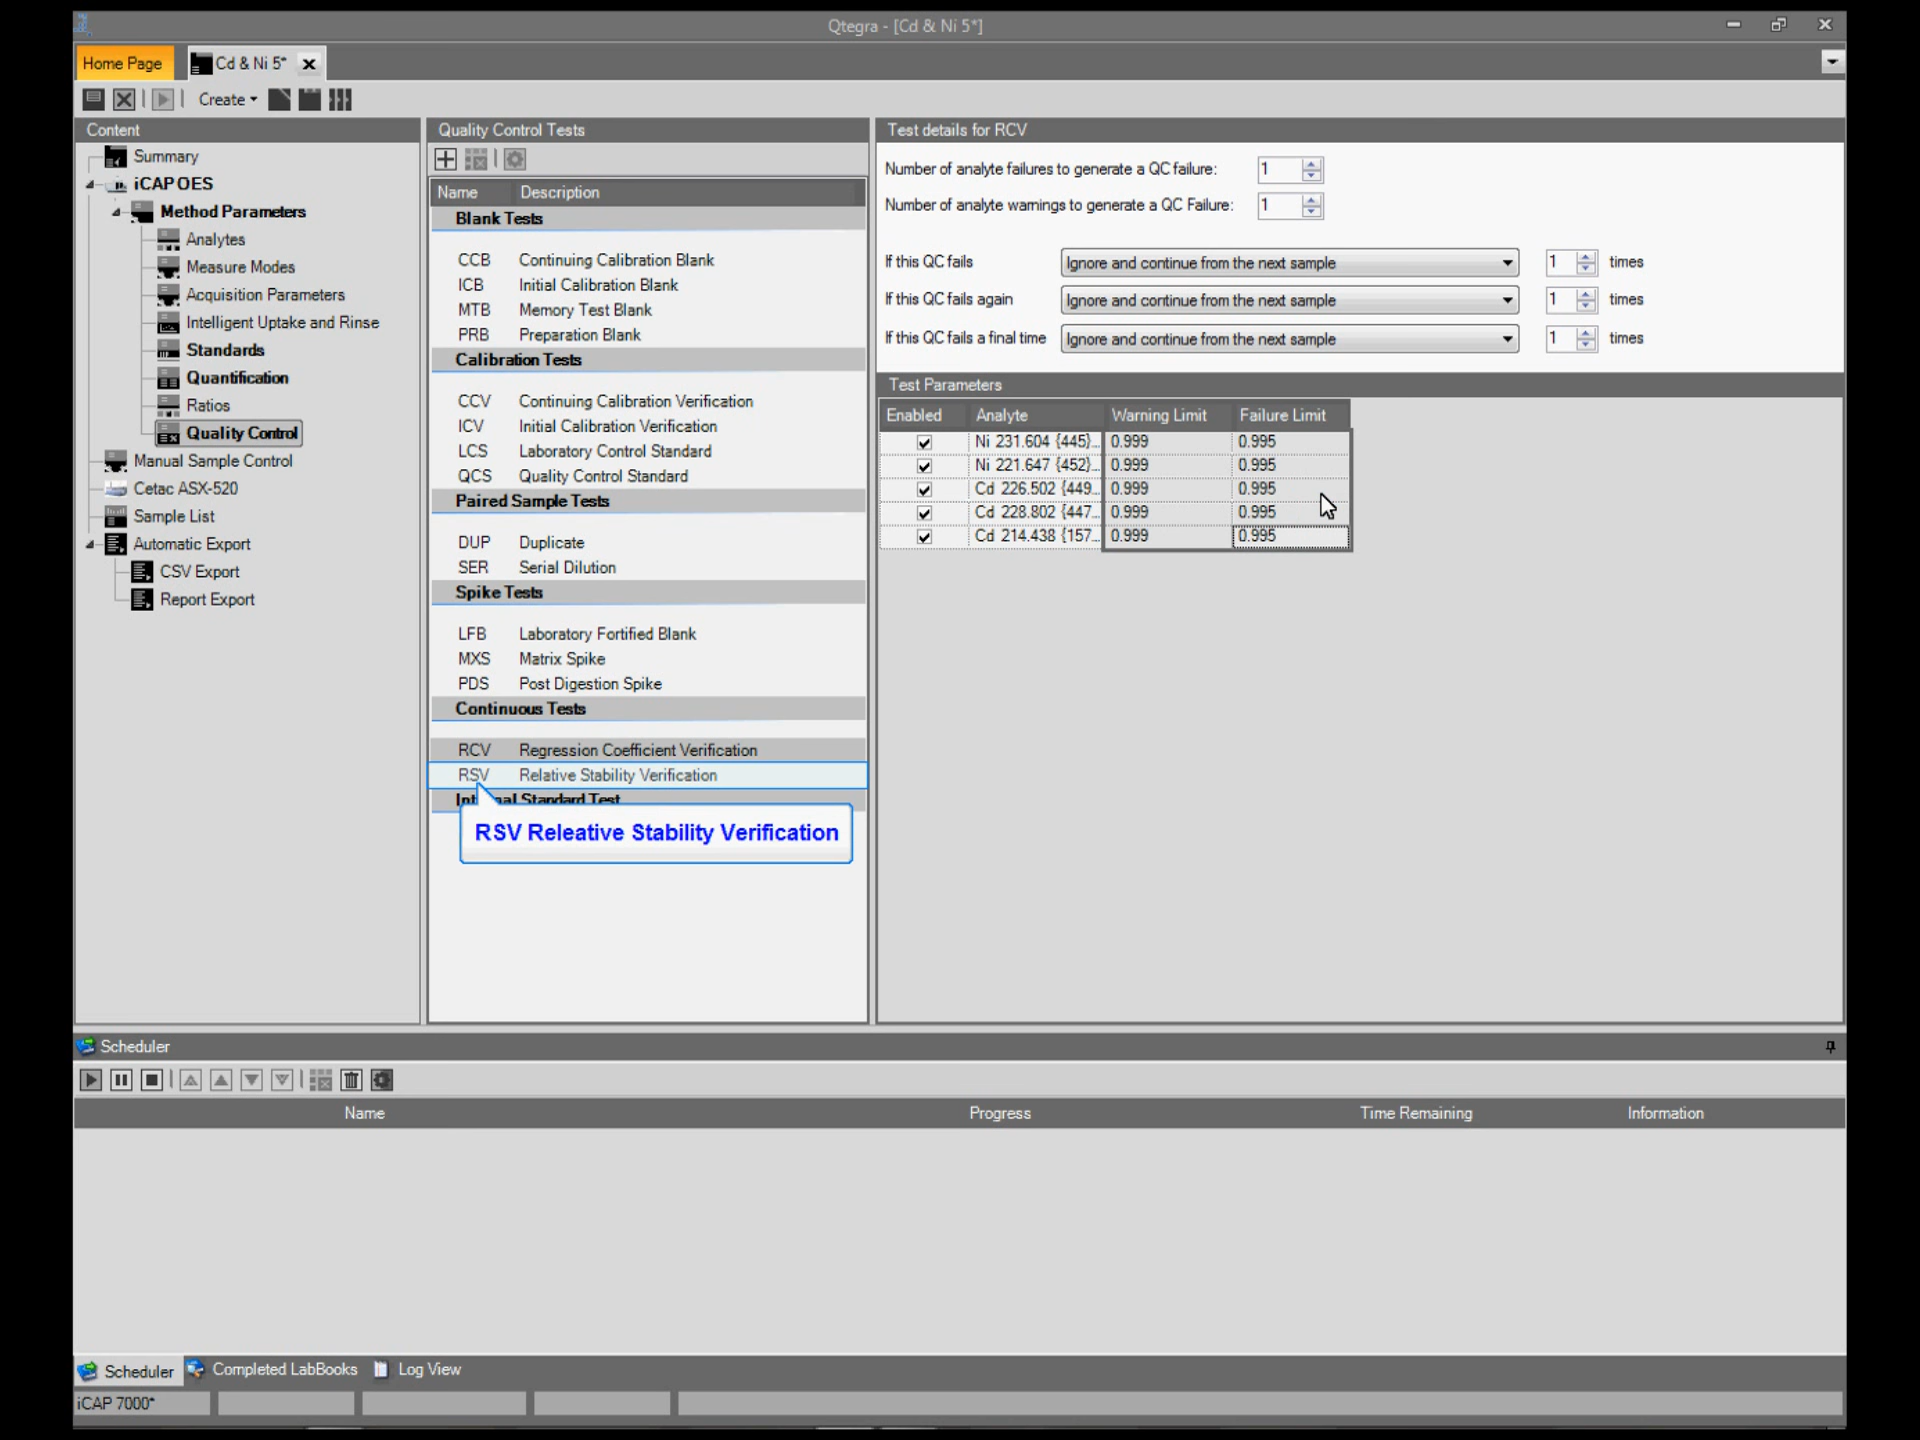 Qtegra - [Cd & Ni 5*]
Home Page
Cd & Ni 5*
Create
Content
Summary
iCAP OES
Method Parameters
Analytes
Measure Modes
Acquisition Parameters
Intelligent Uptake and Rinse
Standards
Quantification
Ratios
Quality Control
Manual Sample Control
Cetac ASX-520
Sample List
Automatic Export
CSV Export
Report Export
Quality Control Tests
Name Description
Blank Tests
CCB Continuing Calibration Blank
ICB Initial Calibration Blank
MTB Memory Test Blank
PRB Preparation Blank
Calibration Tests
CCV Continuing Calibration Verification
ICV Initial Calibration Verification
LCS Laboratory Control Standard
QCS Quality Control Standard
Paired Sample Tests
DUP Duplicate
SER Serial Dilution
Spike Tests
LFB Laboratory Fortified Blank
MXS Matrix Spike
PDS Post Digestion Spike
Continuous Tests
RCV Regression Coefficient Verification
RSV Relative Stability Verification
Standard Test
RSV Releative Stability Verification
Test details for RCV
Number of analyte failures to generate a QC failure: 1
Number of analyte warnings to generate a QC Failure: 1
If this QC fails Ignore and continue from the next sample 1 times
If this QC fails again Ignore and continue from the next sample 1 times
If this QC fails a final time Ignore and continue from the next sample 1 times
Test Parameters
Enabled Analyte Warning Limit Failure Limit
Ni 231.604 {445}... 0.999 0.995
Ni 221.647 {452}... 0.999 0.995
Cd 226.502 {449... 0.999 0.995
Cd 228.802 {447... 0.999 0.995
Cd 214.438 {157... 0.999 0.995
Scheduler
Name Progress Time Remaining Information
Scheduler Completed LabBooks Log View
iCAP 7000*